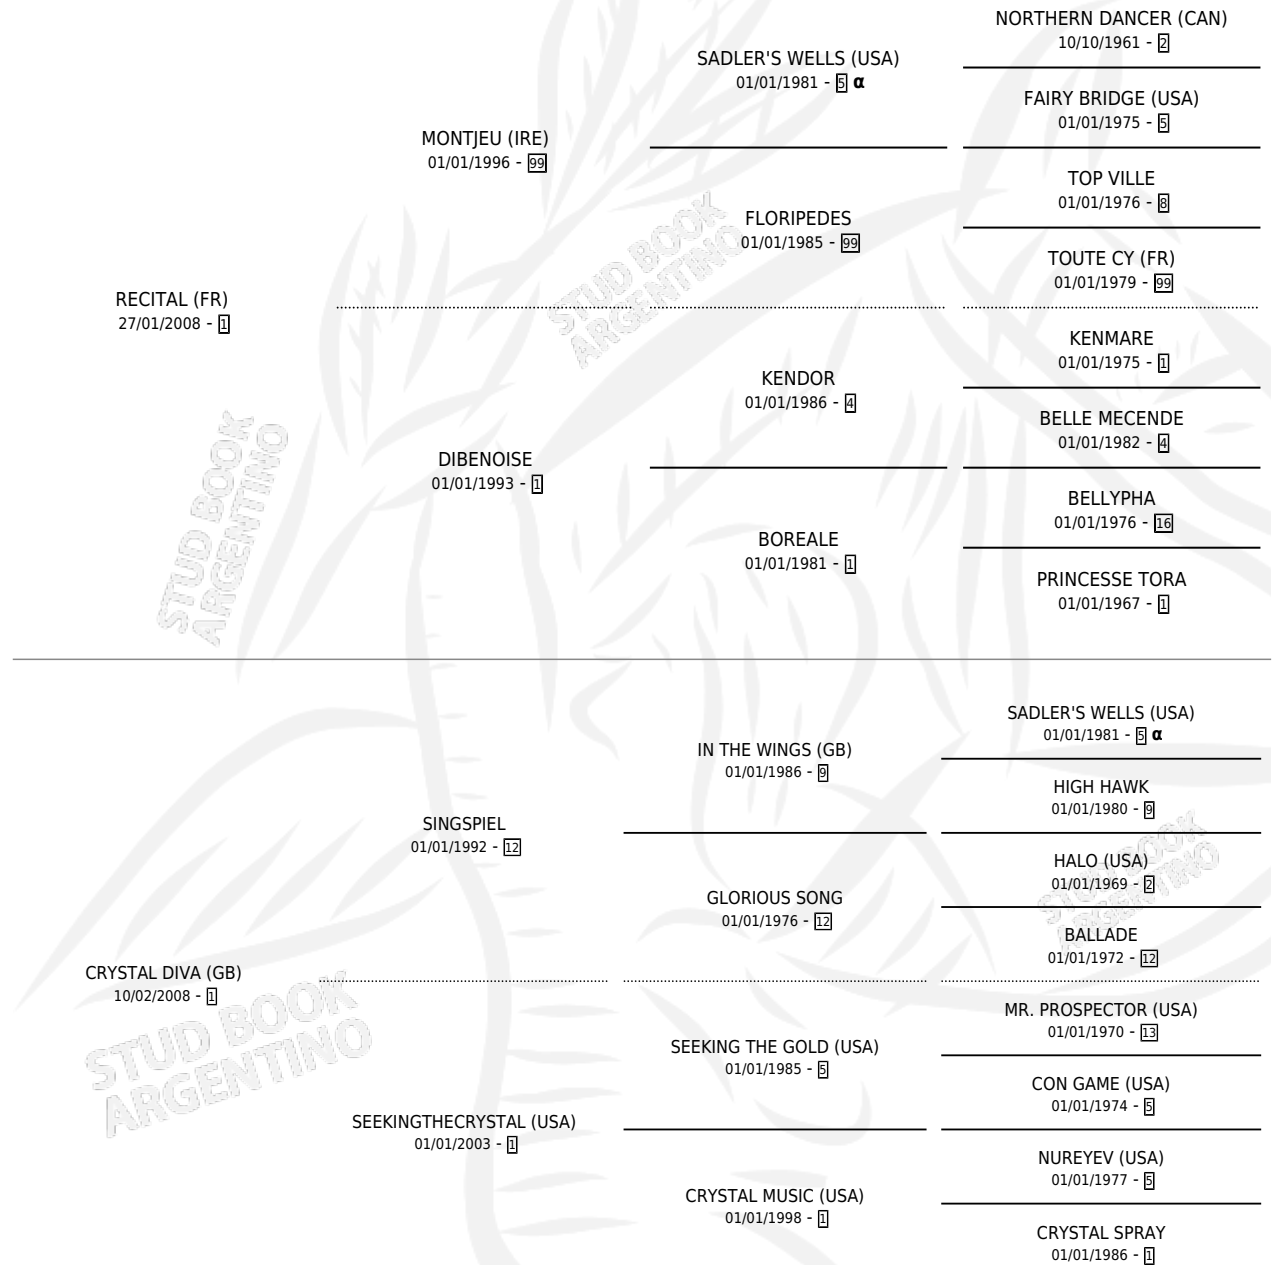 NORTHERN DANCER (CAN)
10/10/1961 - 2
SADLER'S WELLS (USA)
01/01/1981 - 5 α
FAIRY BRIDGE (USA)
01/01/1975 - 5
MONTJEU (IRE)
01/01/1996 - 99
TOP VILLE
01/01/1976 - 8
FLORIPEDES
01/01/1985 - 99
TOUTE CY (FR)
01/01/1979 - 99
STUD BOOK
ARGENTINO
RECITAL (FR)
27/01/2008 - 1
KENMARE
01/01/1975 - 1
KENDOR
01/01/1986 - 4
BELLE MECENDE
01/01/1982 - 4
DIBENOISE
01/01/1993 - 1
BELLYPHA
01/01/1976 - 16
BOREALE
01/01/1981 - 1
PRINCESSE TORA
01/01/1967 - 1
STUD BOOK
ARGENTINO
SADLER'S WELLS (USA)
01/01/1981 - 5 α
IN THE WINGS (GB)
01/01/1986 - 9
HIGH HAWK
01/01/1980 - 9
SINGSPIEL
01/01/1992 - 12
HALO (USA)
01/01/1969 - 2
GLORIOUS SONG
01/01/1976 - 12
BALLADE
01/01/1972 - 12
STUD BOOK
ARGENTINO
CRYSTAL DIVA (GB)
10/02/2008 - 1
MR. PROSPECTOR (USA)
01/01/1970 - 13
SEEKING THE GOLD (USA)
01/01/1985 - 5
CON GAME (USA)
01/01/1974 - 5
STUD BOOK
ARGENTINO
SEEKINGTHECRYSTAL (USA)
01/01/2003 - 1
NUREYEV (USA)
01/01/1977 - 5
CRYSTAL MUSIC (USA)
01/01/1998 - 1
CRYSTAL SPRAY
01/01/1986 - 1